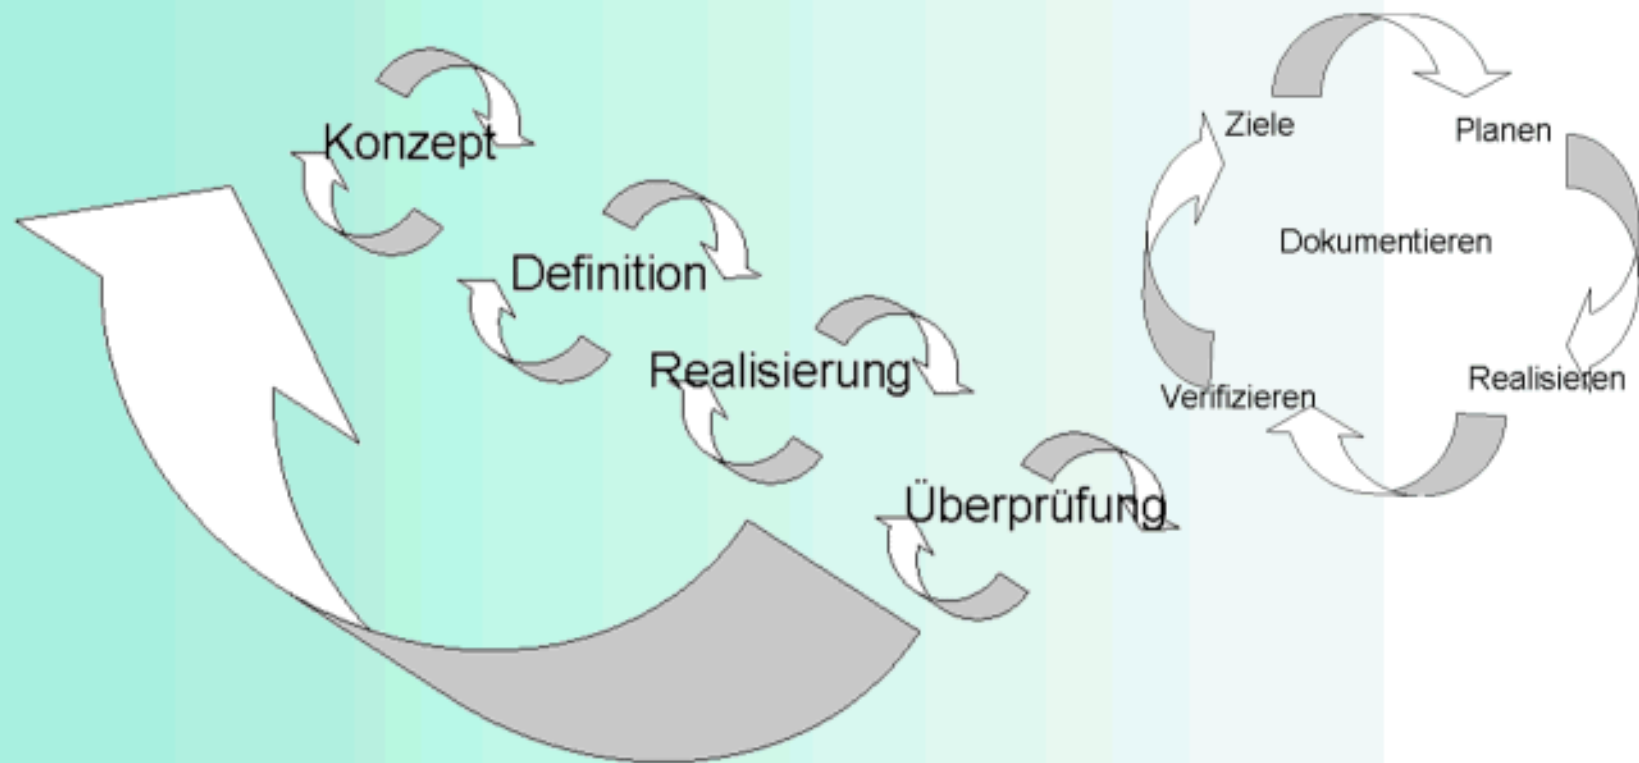 Konzept
Definition
Realisierung
Überprüfung
Ziele
Planen
Dokumentieren
Verifizieren
Realisieren